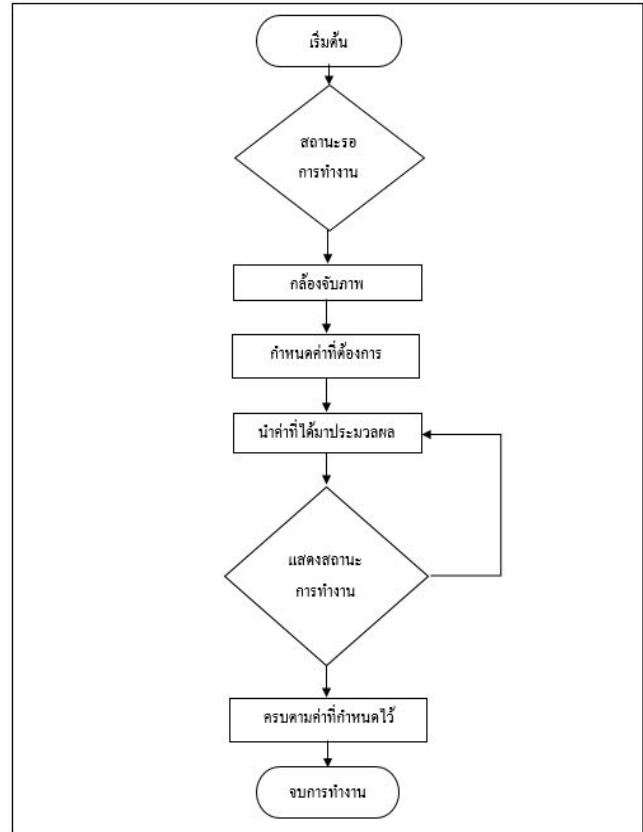 เริ่มต้น
สถานะรอ
การทำงาน
กล้องจับภาพ
กำหนดค่าที่ต้องการ
นำค่าที่ได้มาประมวลผล
แสดงสถานะ
การทำงาน
ครบตามค่าที่กำหนดไว้
จบการทำงาน